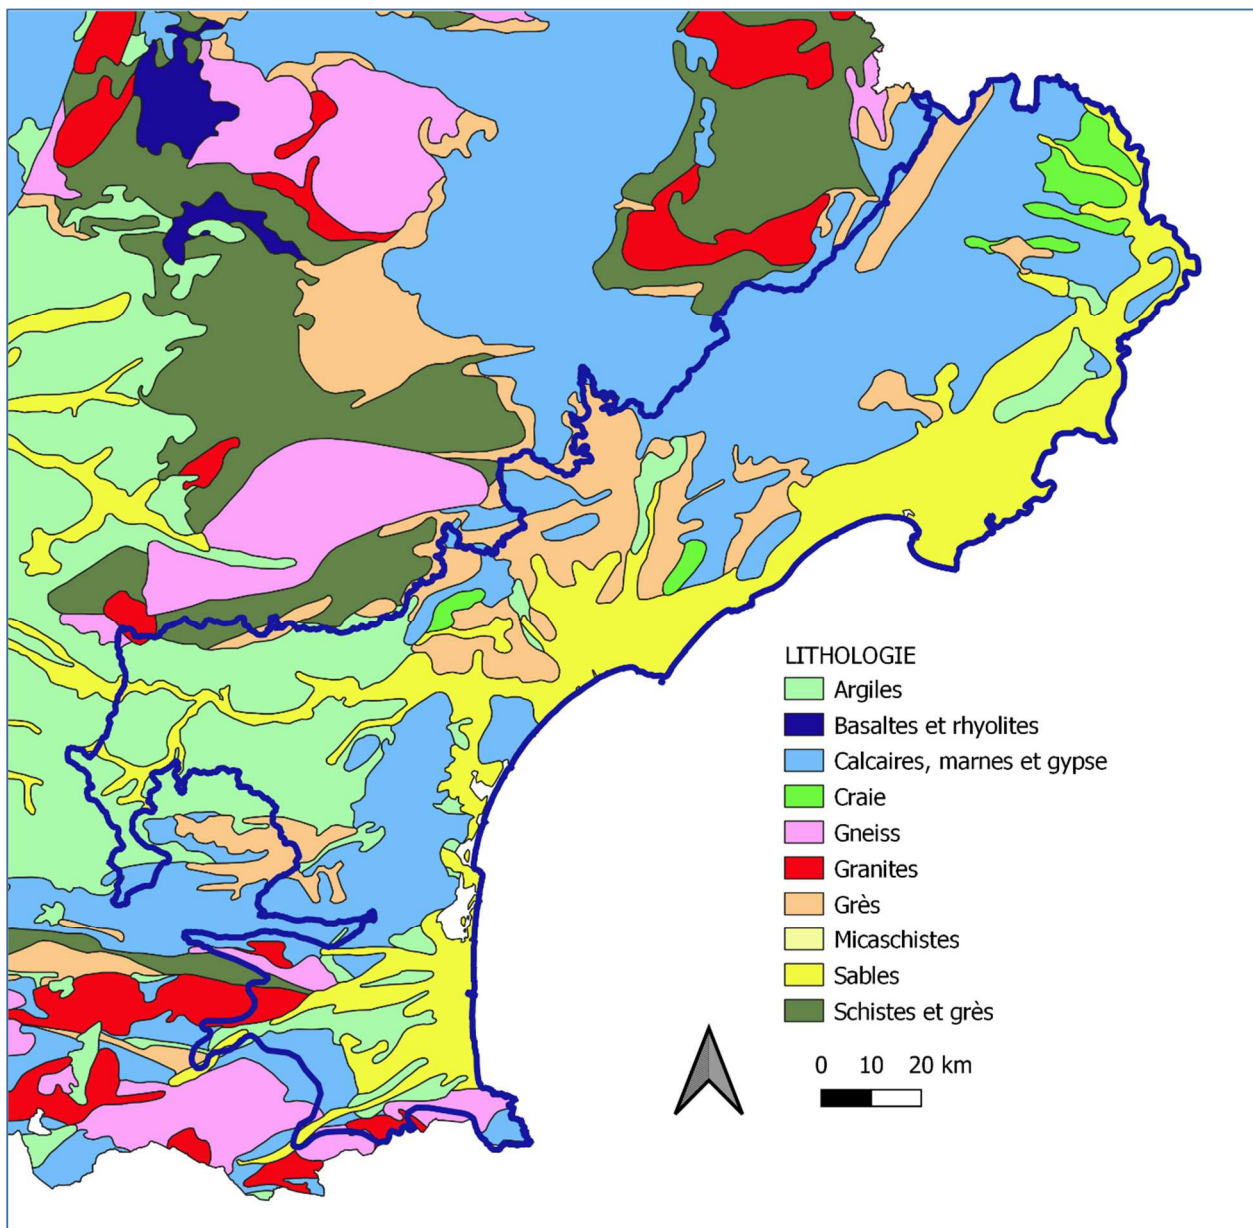 LITHOLOGIE
Argiles
Basaltes et rhyolites
Calcaires, marnes et gypse
Craie
Gneiss
Granites
Grès
Micaschistes
Sables
Schistes et grès
0 10 20 km